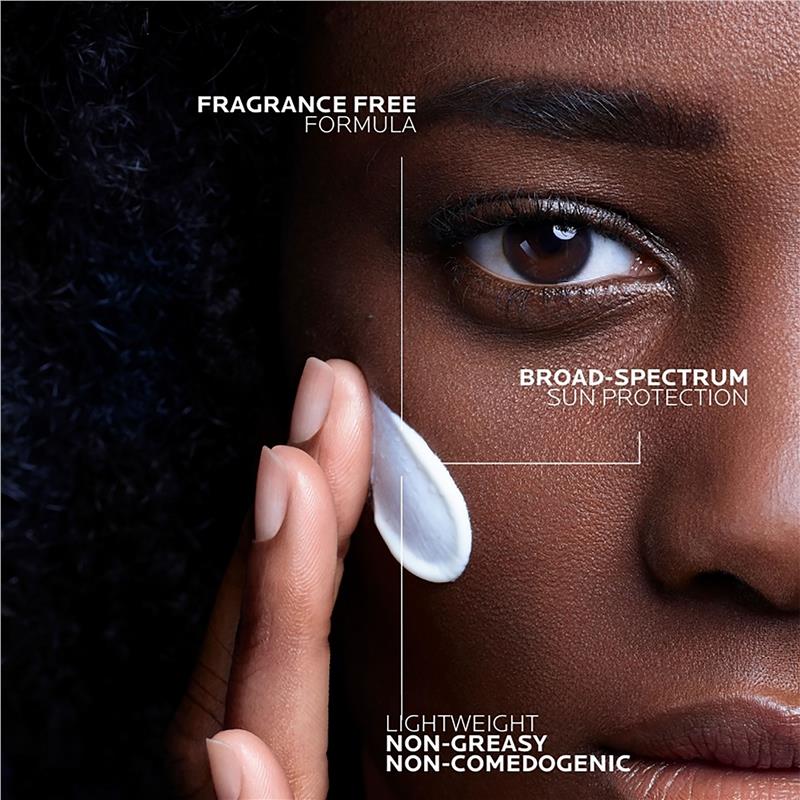 FRAGRANCE FREE
FORMULA
BROAD-SPECTRUM
SUN PROTECTION
LIGHTWEIGHT
NON-GREASY
NON-COMEDOGENIC